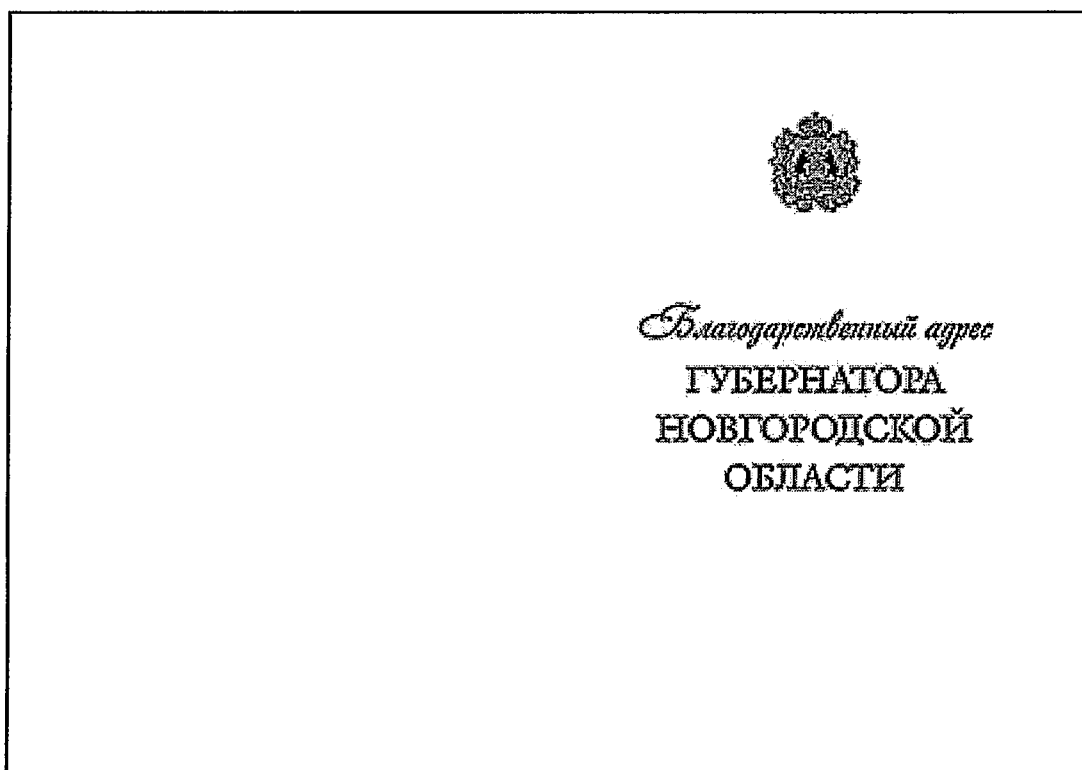 Благодарственный адрес
ГУБЕРНАТОРА
НОВГОРОДСКОЙ
ОБЛАСТИ